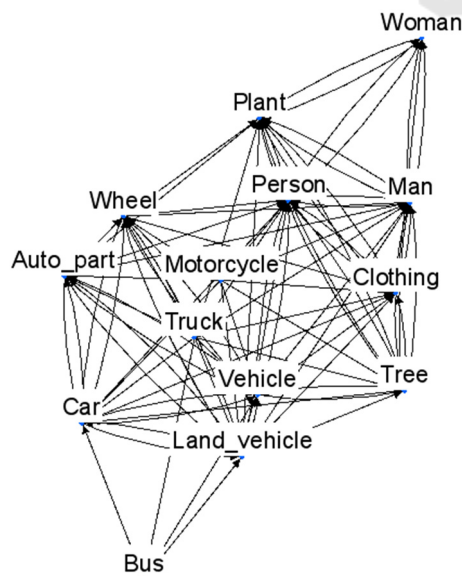 Woman
Plant
Person
Man
Wheel
Auto_part
Motorcycle
Clothing
Truck
Vehicle
Tree
Car
Land_vehicle
Bus